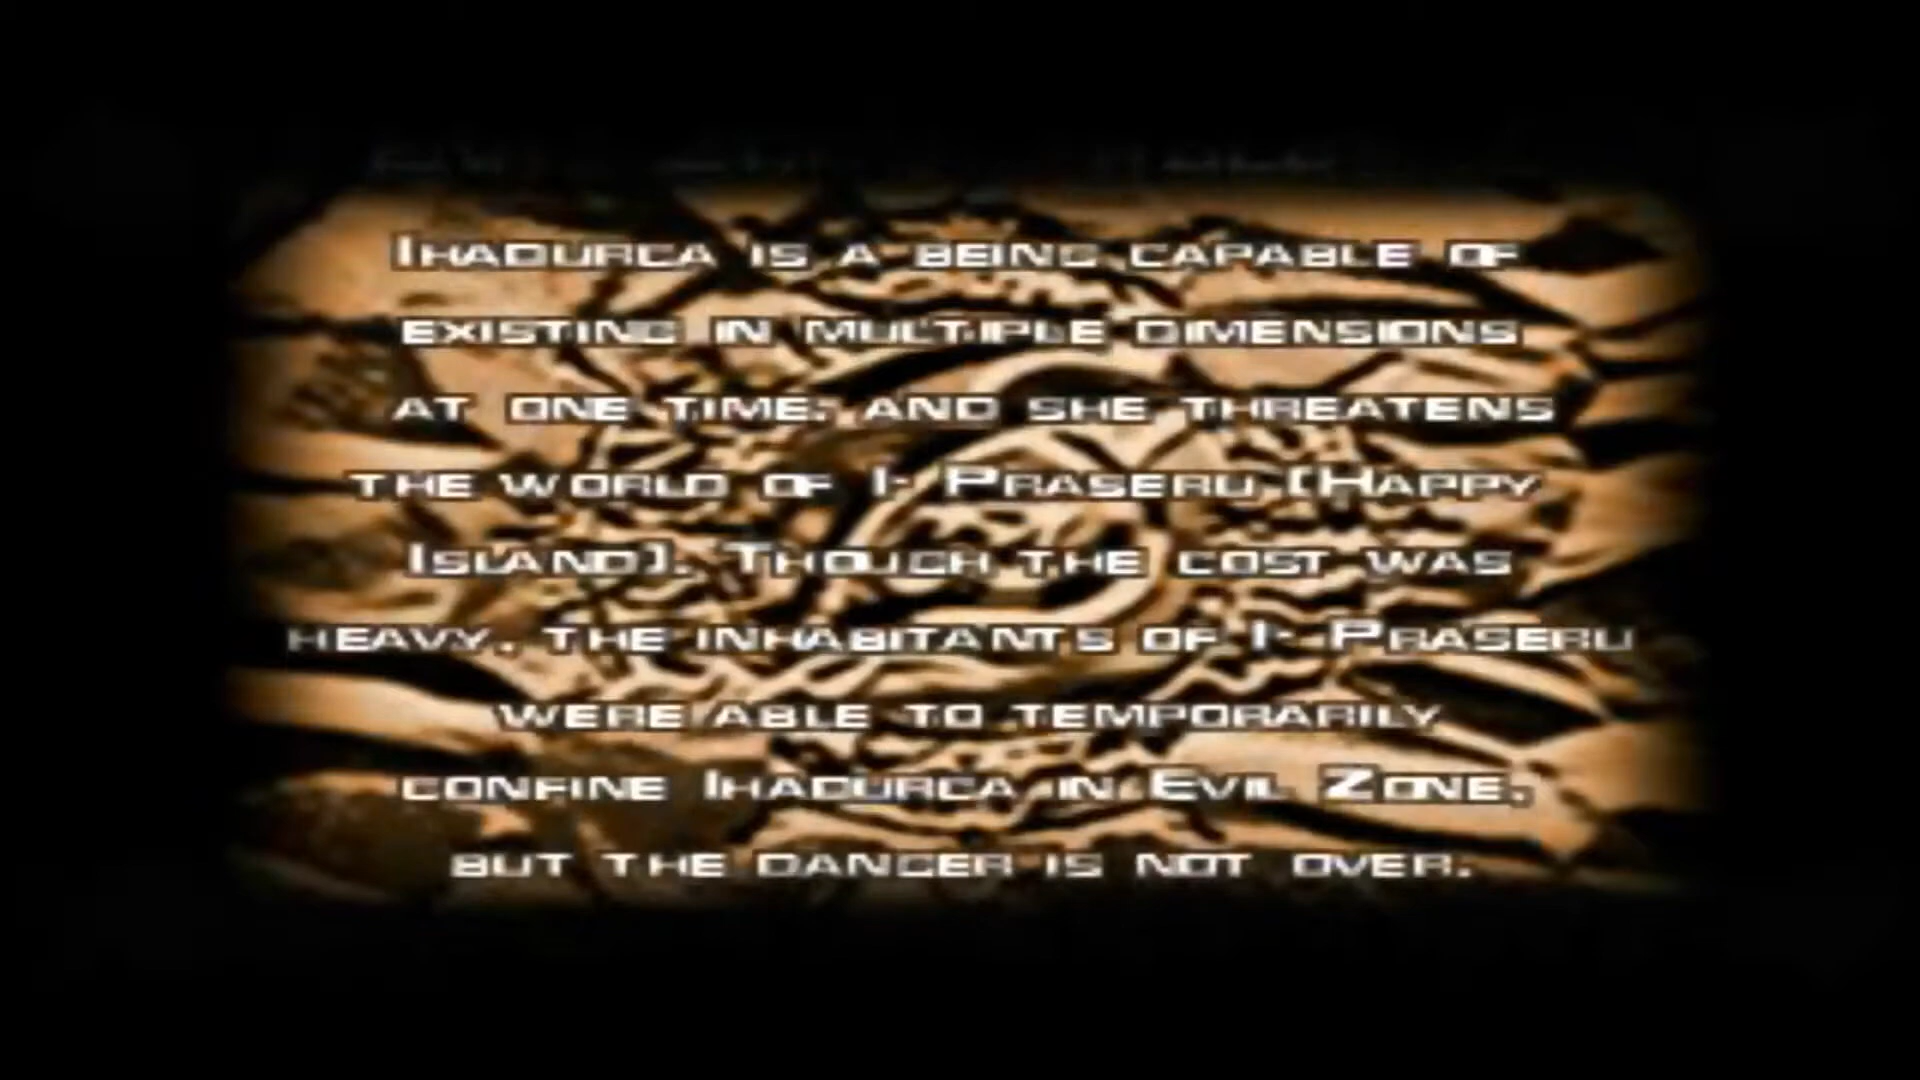 Ihadurca is a being capable of
existing in multiple dimensions
at one time, and she threatens
the world of I- Praseru (Happy
Island). Though the cost was
heavy, the inhabitants of I- Praseru
were able to temporarily
confine Ihadurca in Evil Zone,
but the danger is not over.